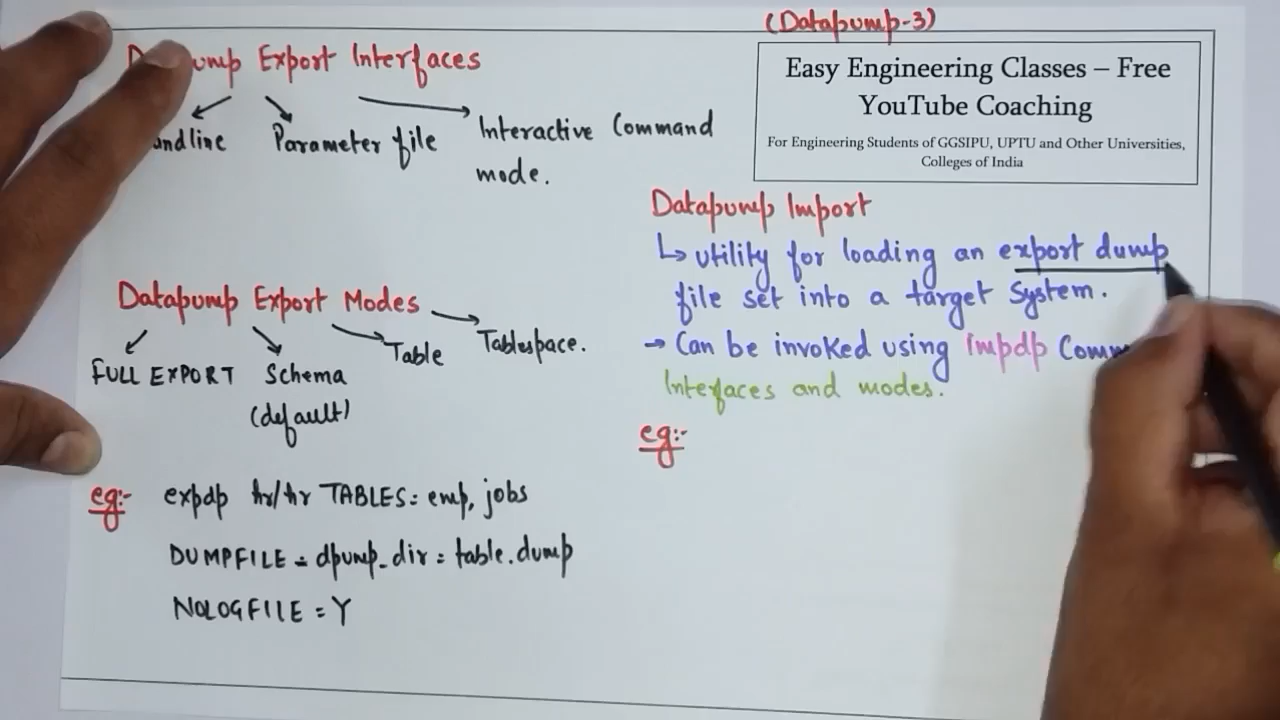 (Datapump-3)
Easy Engineering Classes – Free
YouTube Coaching
For Engineering Students of GGSIPU, UPTU and Other Universities,
Colleges of India
Export Interfaces
Parameter file
Interactive Command
mode.
Datapump Export Modes
FULL EXPORT
Schema
(default)
Table
Tablespace.
eg:-
expdp hr/hr TABLES = emp, jobs
DUMPFILE = dpump_dir = table.dump
NOLOGFILE = Y
Datapump Import
↳ utility for loading an export dump
file set into a target system.
→ Can be invoked using Impdp
Interfaces and modes.
eg:-